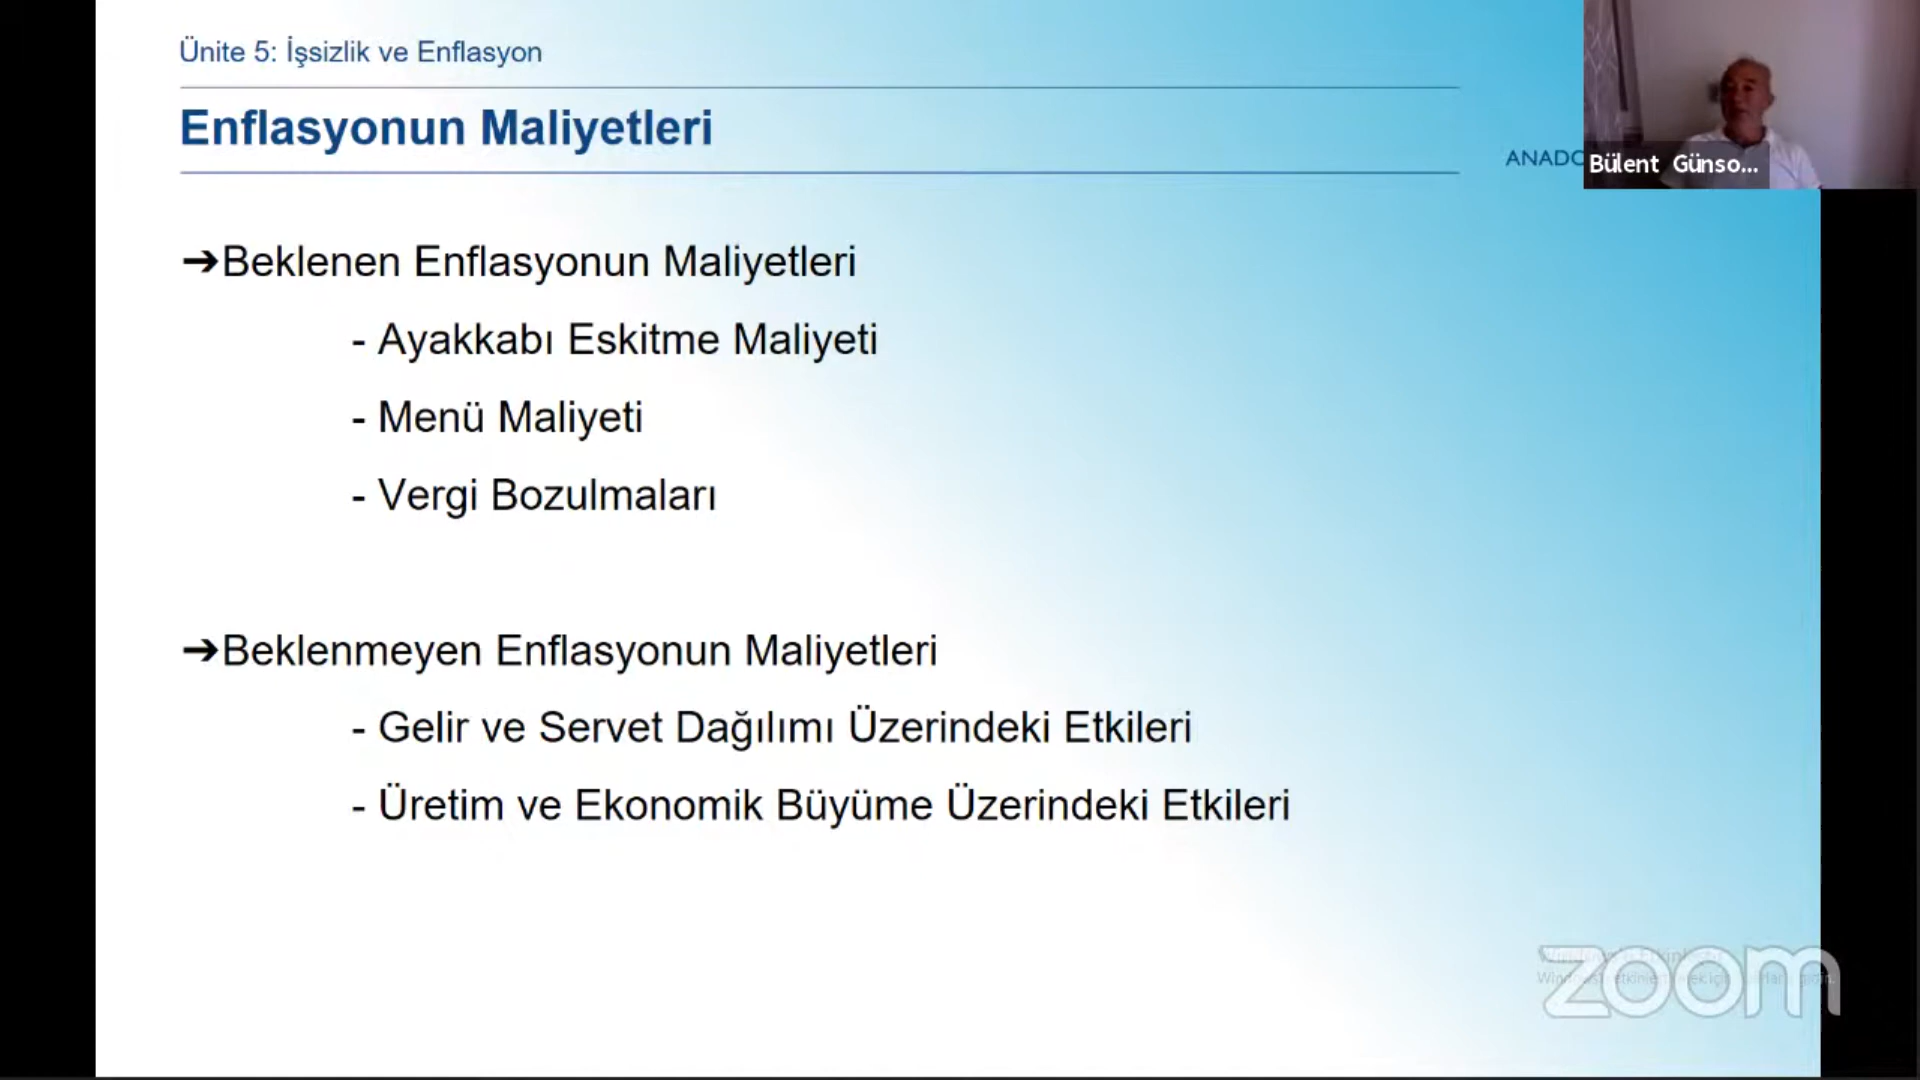 Ünite 5: İşsizlik ve Enflasyon
Enflasyonun Maliyetleri
ANADO
Bülent Günso...
➔Beklenen Enflasyonun Maliyetleri
- Ayakkabı Eskitme Maliyeti
- Menü Maliyeti
- Vergi Bozulmaları
➔Beklenmeyen Enflasyonun Maliyetleri
- Gelir ve Servet Dağılımı Üzerindeki Etkileri
- Üretim ve Ekonomik Büyüme Üzerindeki Etkileri
zoom